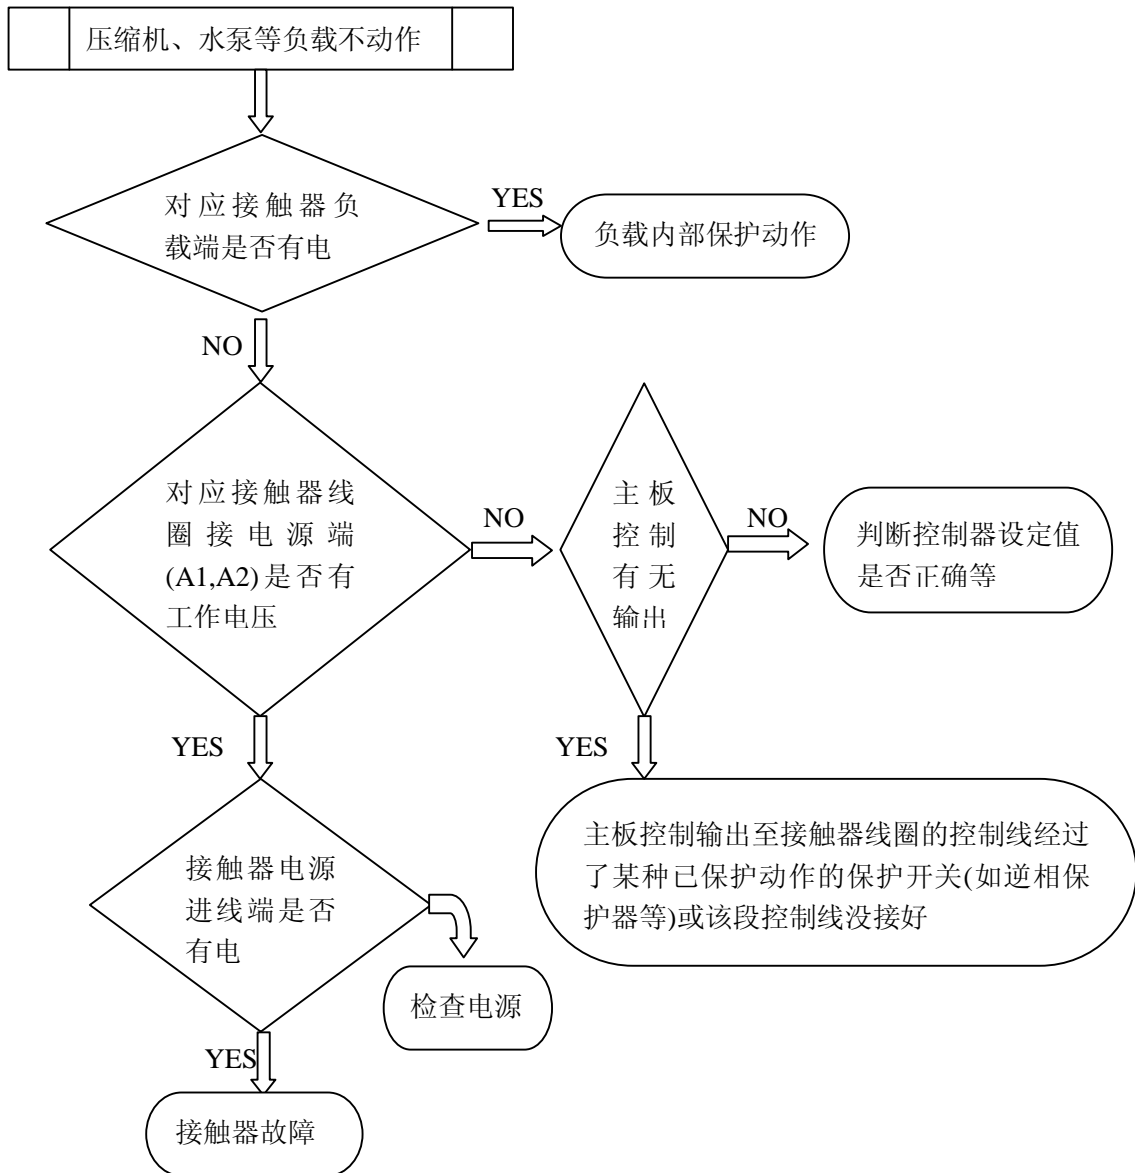 压缩机、水泵等负载不动作
对应接触器负
载端是否有电
YES
负载内部保护动作
NO
对应接触器线
圈接电源端
(A1,A2)是否有
工作电压
NO
主板
控制
有无
输出
NO
判断控制器设定值
是否正确等
YES
YES
主板控制输出至接触器线圈的控制线经过
了某种已保护动作的保护开关(如逆相保
护器等)或该段控制线没接好
接触器电源
进线端是否
有电
检查电源
YES
接触器故障